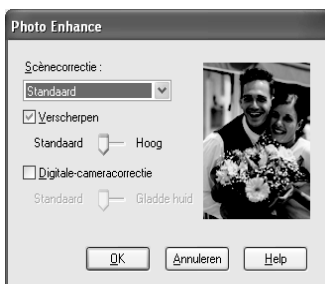 Photo Enhance
Scènecorrectie :
Standaard
Verscherpen
Standaard Hoog
Digitale-cameracorrectie
Standaard Gladde huid
OK Annuleren Help